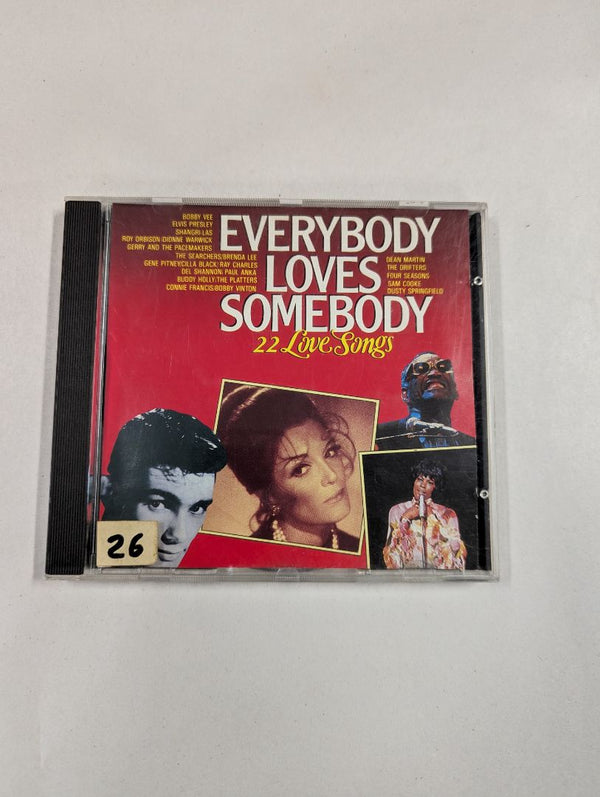 BOBBY VEE
ELVIS PRESLEY
SHANGRI-LAS
ROY ORBISON/DIONNE WARWICK
GERRY AND THE PACEMAKERS
THE SEARCHERS/BRENDA LEE
GENE PITNEY/CILLA BLACK/RAY CHARLES
DEL SHANNON/PAUL ANKA
BUDDY HOLLY/THE PLATTERS
CONNIE FRANCIS/BOBBY VINTON
EVERYBODY
LOVES
SOMEBODY
22 Love Songs
DEAN MARTIN
THE DRIFTERS
FOUR SEASONS
SAM COOKE
DUSTY SPRINGFIELD
26